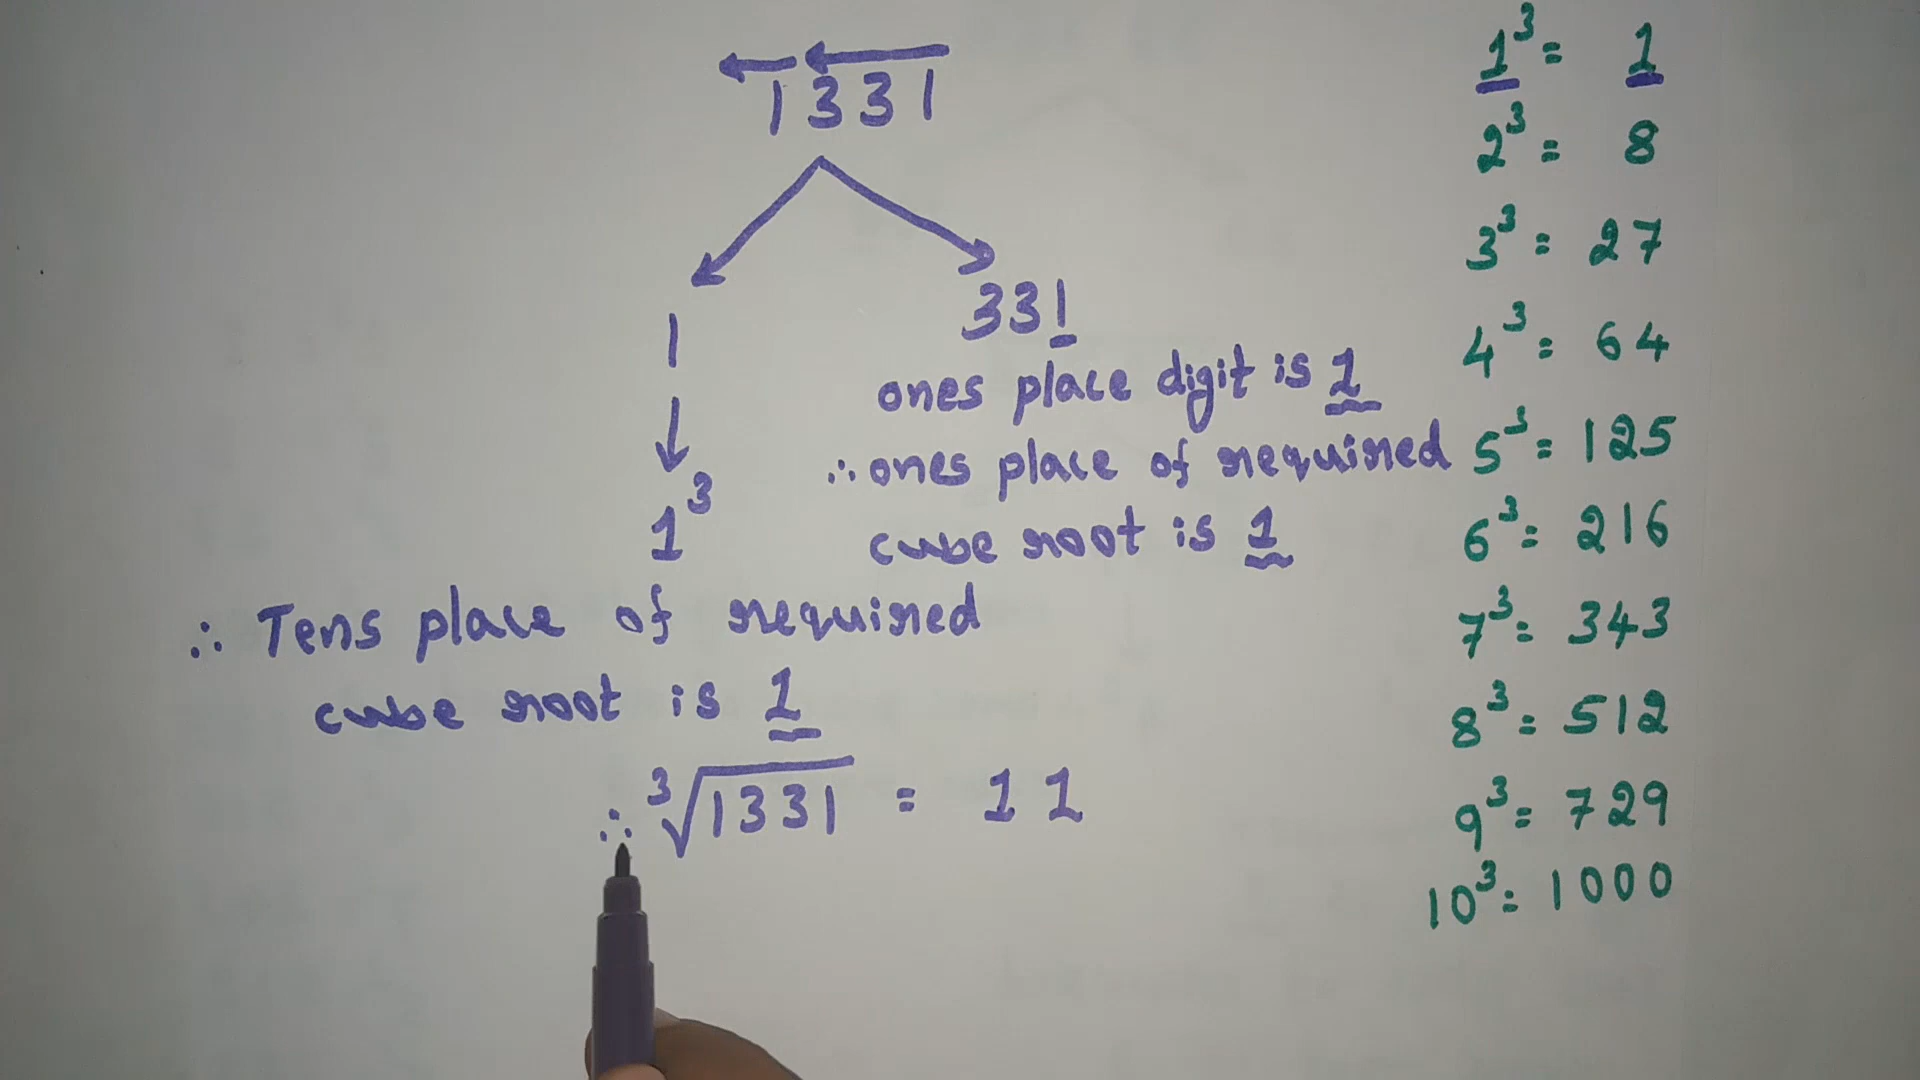 1331
1
331
ones place digit is 1
∴ ones place of required
cube root is 1
1³
∴ Tens place of required
cube root is 1
∴ ³√1331 = 11
1³ = 1
2³ = 8
3³ = 27
4³ = 64
5³ = 125
6³ = 216
7³ = 343
8³ = 512
9³ = 729
10³ = 1000